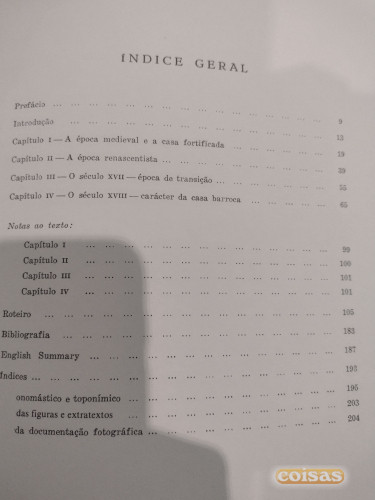 ÍNDICE GERAL
Prefácio ... 9
Introdução ... 13
Capítulo I — A época medieval e a casa fortificada ... 19
Capítulo II — A época renascentista ... 39
Capítulo III — O século XVII — época de transição ... 55
Capítulo IV — O século XVIII — carácter da casa barroca ... 65
Notas ao texto:
Capítulo I ... 99
Capítulo II ... 100
Capítulo III ... 101
Capítulo IV ... 101
Roteiro ... 105
Bibliografia ... 183
English Summary ... 187
Índices ... 193
onomástico e toponímico ... 195
das figuras e extratextos ... 203
da documentação fotográfica ... 204
coisas